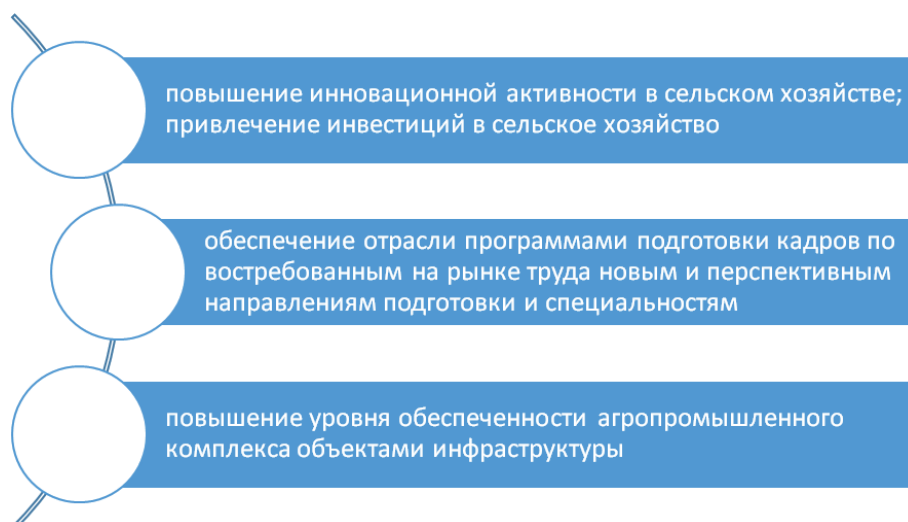 повышение инновационной активности в сельском хозяйстве;
привлечение инвестиций в сельское хозяйство
обеспечение отрасли программами подготовки кадров по
востребованным на рынке труда новым и перспективным
направлениям подготовки и специальностям
повышение уровня обеспеченности агропромышленного
комплекса объектами инфраструктуры